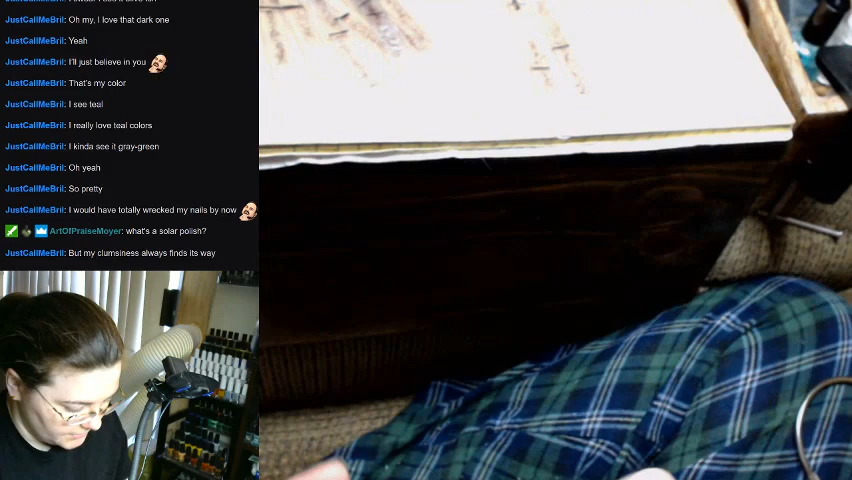 JustCallMeBril: Oh my, I love that dark one
JustCallMeBril: Yeah
JustCallMeBril: I'll just believe in you
JustCallMeBril: That's my color
JustCallMeBril: I see teal
JustCallMeBril: I really love teal colors
JustCallMeBril: I kinda see it gray-green
JustCallMeBril: Oh yeah
JustCallMeBril: So pretty
JustCallMeBril: I would have totally wrecked my nails by now
ArtOfPraiseMoyer: what's a solar polish?
JustCallMeBril: But my clumsiness always finds its way